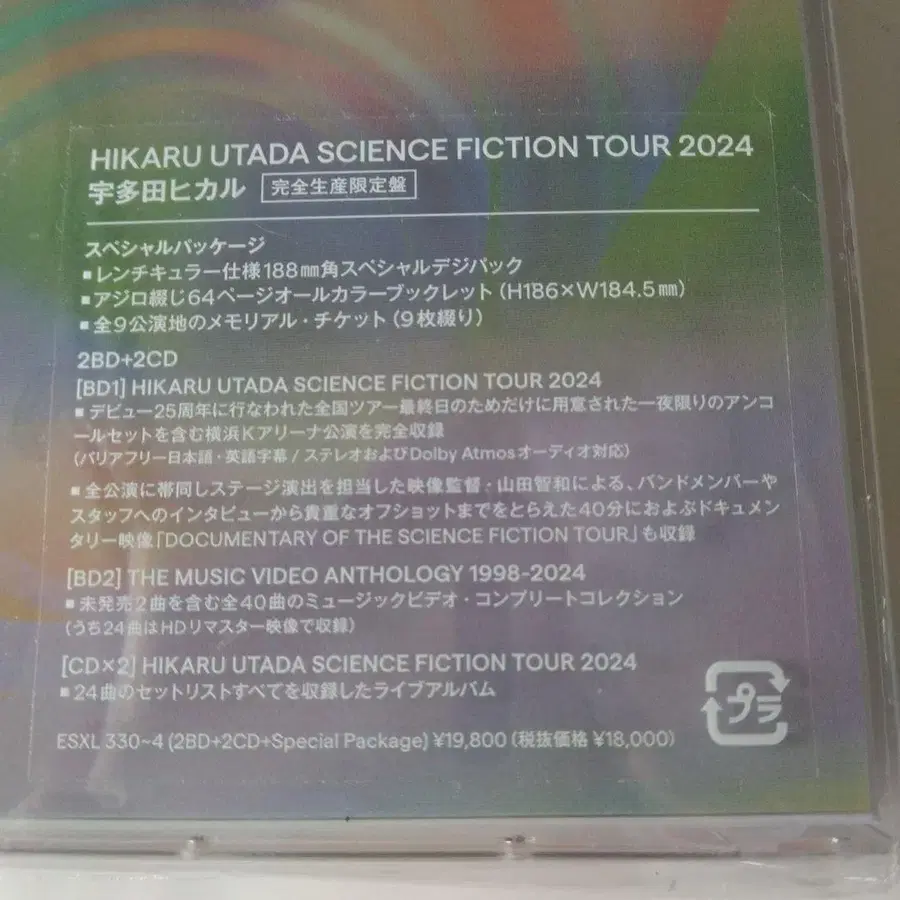 HIKARU UTADA SCIENCE FICTION TOUR 2024
宇多田ヒカル 完全生産限定盤
スペシャルパッケージ
■レンチキュラー仕様188㎜角スペシャルデジパック
■アジロ綴じ64ページオールカラーブックレット（H186×W184.5㎜）
■全9公演地のメモリアル・チケット（9枚綴り）
2BD+2CD
[BD1] HIKARU UTADA SCIENCE FICTION TOUR 2024
■デビュー25周年に行なわれた全国ツアー最終日のためだけに用意された一夜限りのアンコ
ールセットを含む横浜Kアリーナ公演を完全収録
（バリアフリー日本語・英語字幕 / ステレオおよびDolby Atmosオーディオ対応）
■全公演に帯同しステージ演出を担当した映像監督・山田智和による、バンドメンバーや
スタッフへのインタビューから貴重なオフショットまでをとらえた40分におよぶドキュメン
タリー映像「DOCUMENTARY OF THE SCIENCE FICTION TOUR」も収録
[BD2] THE MUSIC VIDEO ANTHOLOGY 1998-2024
■未発売2曲を含む全40曲のミュージックビデオ・コンプリートコレクション
（うち24曲はHDリマスター映像で収録）
[CD×2] HIKARU UTADA SCIENCE FICTION TOUR 2024
■24曲のセットリストすべてを収録したライブアルバム
プラ
ESXL 330~4 (2BD+2CD+Special Package) ¥19,800（税抜価格 ¥18,000）